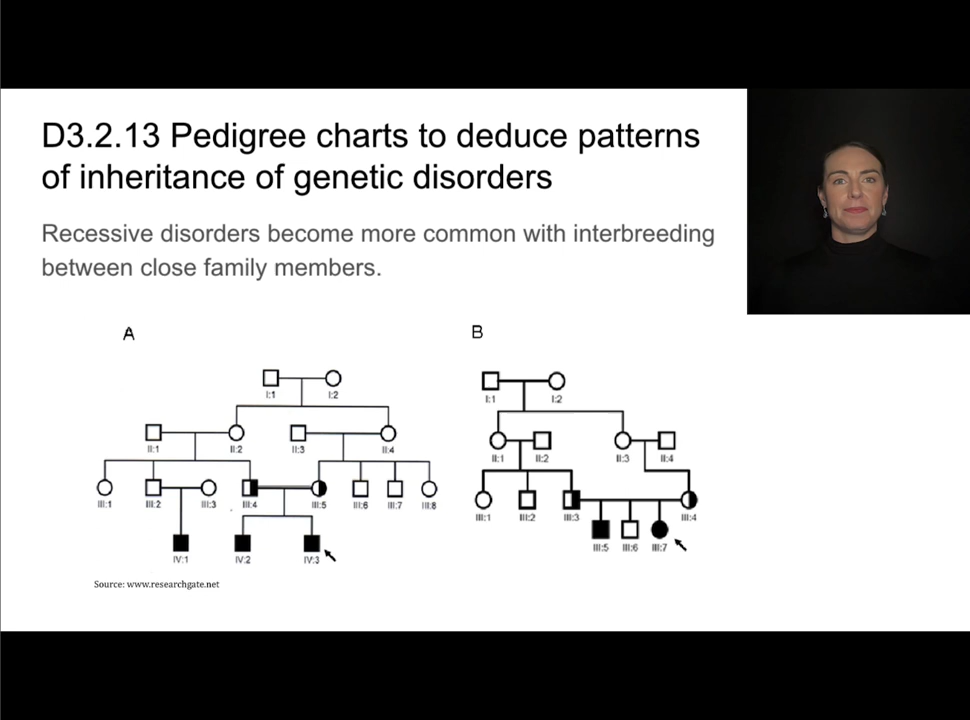 D3.2.13 Pedigree charts to deduce patterns
of inheritance of genetic disorders
Recessive disorders become more common with interbreeding
between close family members.
A
I:1 I:2
II:1 II:2 II:3 II:4
III:1 III:2 III:3 III:4 III:5 III:6 III:7 III:8
IV:1 IV:2 IV:3
B
I:1 I:2
II:1 II:2 II:3 II:4
III:1 III:2 III:3 III:4
III:5 III:6 III:7
Source: www.researchgate.net